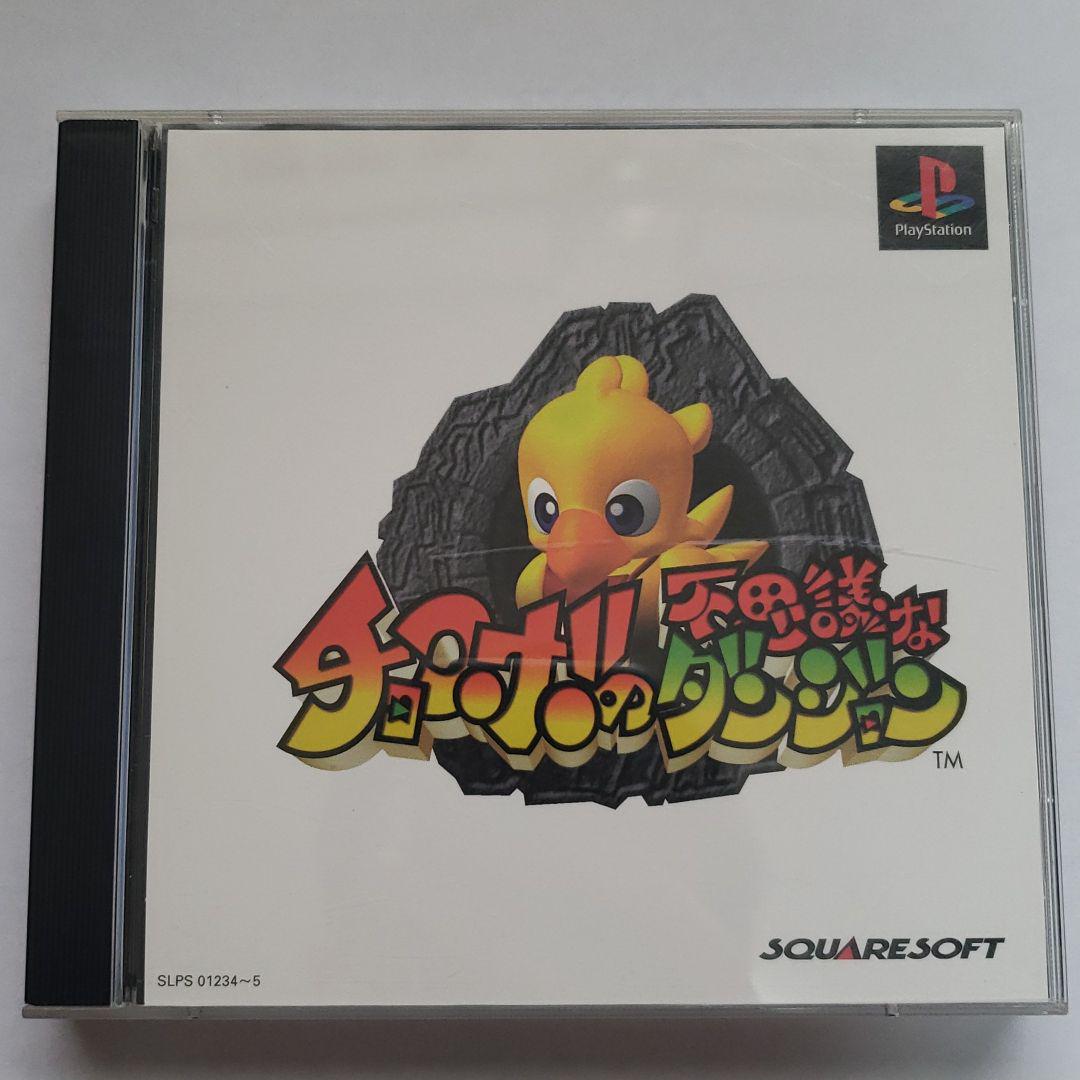 PlayStation
チョコボの
不思議な
ダンジョン
TM
SQUARESOFT
SLPS 01234～5